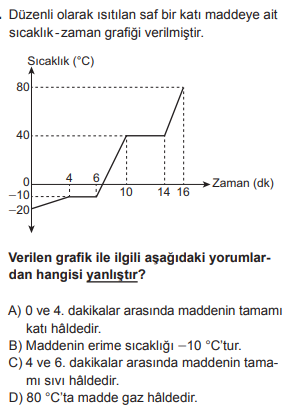 . Düzenli olarak ısıtılan saf bir katı maddeye ait
sıcaklık-zaman grafiği verilmiştir.
Sıcaklık (°C)
80
40
0
4 6
Zaman (dk)
−10
10 14 16
−20
Verilen grafik ile ilgili aşağıdaki yorumlar-
dan hangisi yanlıştır?
A) 0 ve 4. dakikalar arasında maddenin tamamı
katı hâldedir.
B) Maddenin erime sıcaklığı −10 °C'tur.
C) 4 ve 6. dakikalar arasında maddenin tama-
mı sıvı hâldedir.
D) 80 °C'ta madde gaz hâldedir.